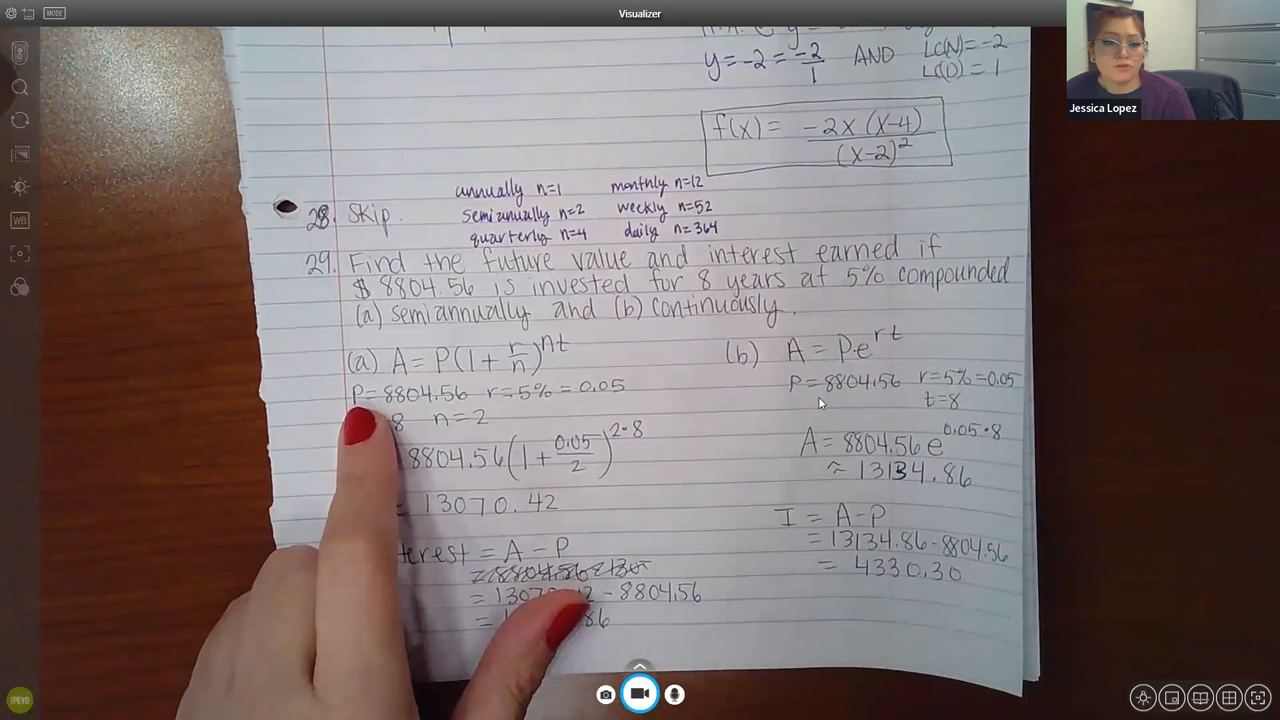 Visualizer
MODE
WB
Jessica Lopez
y=-2 = -2/1 AND LC(N)=-2
LC(D)=1
f(x) = -2x(x-4)/(x-2)²
annually n=1 monthly n=12
28. Skip. semiannually n=2 weekly n=52
quarterly n=4 daily n=364
29. Find the future value and interest earned if
$8804.56 is invested for 8 years at 5% compounded
(a) semiannually and (b) continuously.
(a) A = P(1 + r/n)^nt
P=8804.56 r=5%=0.05
8 n=2
8804.56(1 + 0.05/2)^2·8
13070.42
terest = A - P
- 8804.56
(b) A = Pe^rt
P=8804.56 r=5%=0.05
t=8
A = 8804.56e^0.05·8
≈ 13134.86
I = A-P
= 13134.86-8804.56
= 4330.30
IPEVO